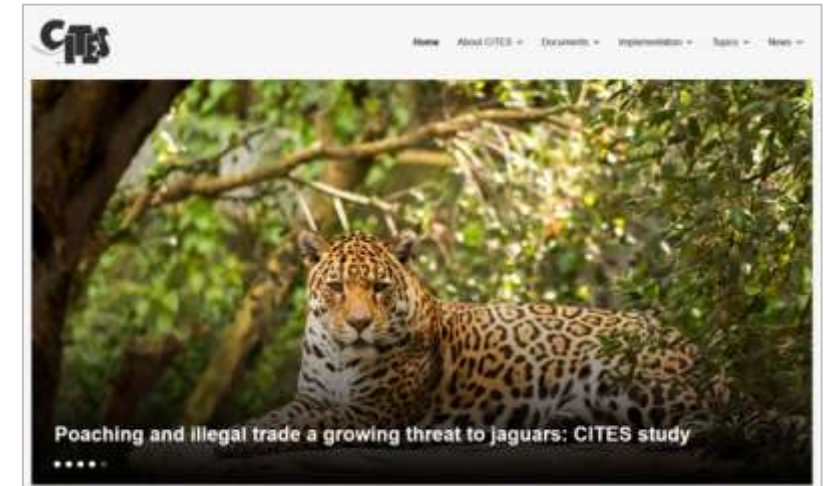 CITES
Home About CITES Documents Implementation Topics News
Poaching and illegal trade a growing threat to jaguars: CITES study